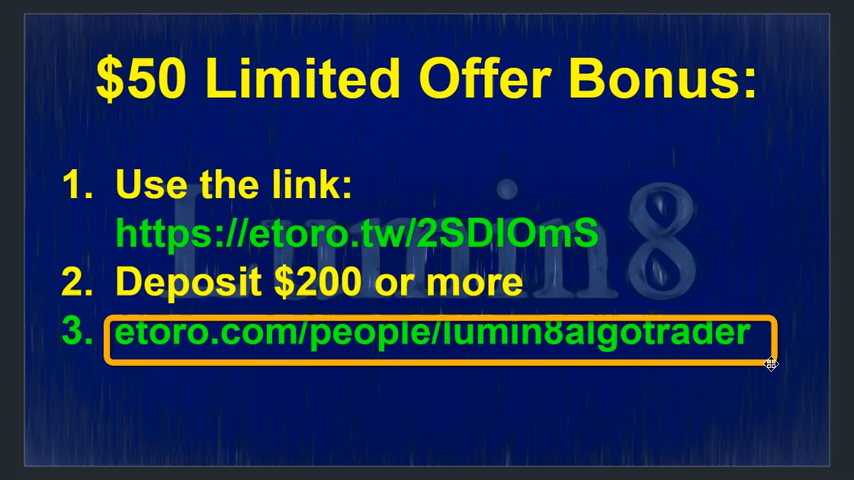 $50 Limited Offer Bonus:
1. Use the link:
https://etoro.tw/2SDIOmS
2. Deposit $200 or more
3. etoro.com/people/lumin8algotrader
Lumin8